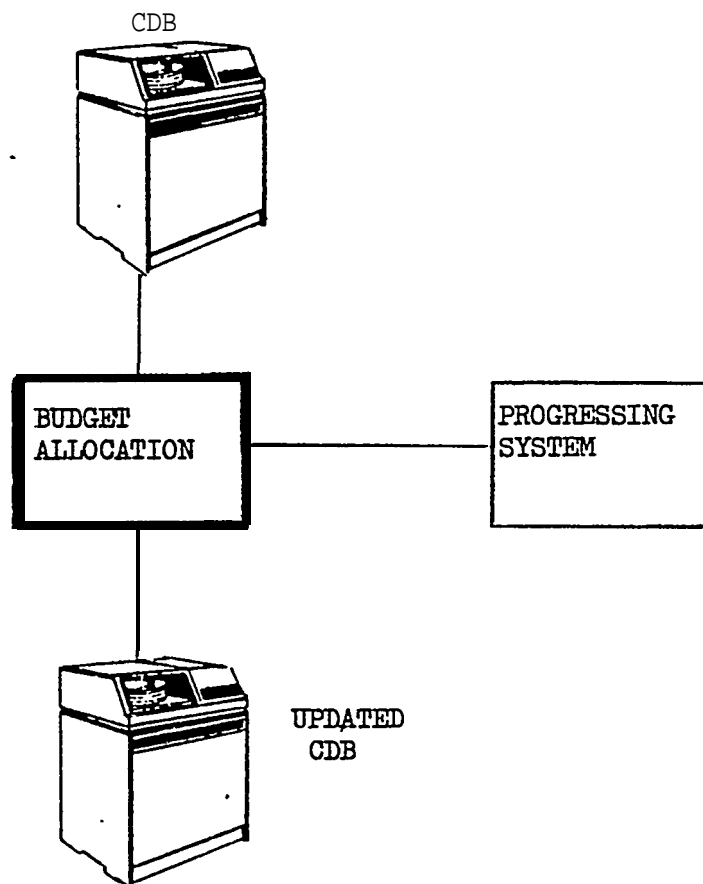 CDB
BUDGET
ALLOCATION
PROGRESSING
SYSTEM
UPDATED
CDB